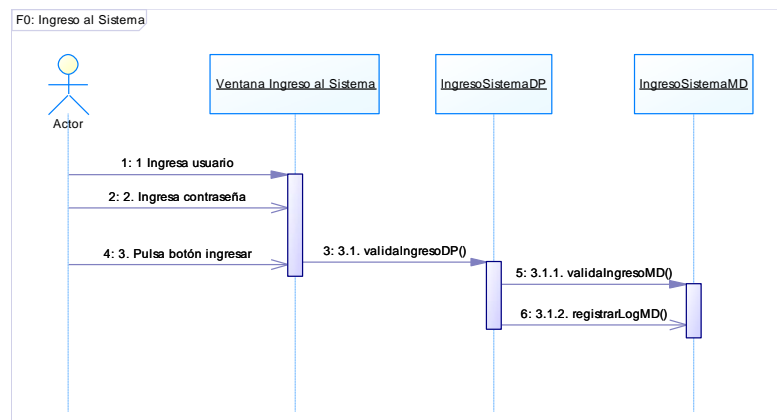 F0: Ingreso al Sistema
Ventana Ingreso al Sistema
IngresoSistemaDP
IngresoSistemaMD
Actor
1: 1 Ingresa usuario
2: 2. Ingresa contraseña
4: 3. Pulsa botón ingresar
3: 3.1. validaIngresoDP()
5: 3.1.1. validaIngresoMD()
6: 3.1.2. registrarLogMD()